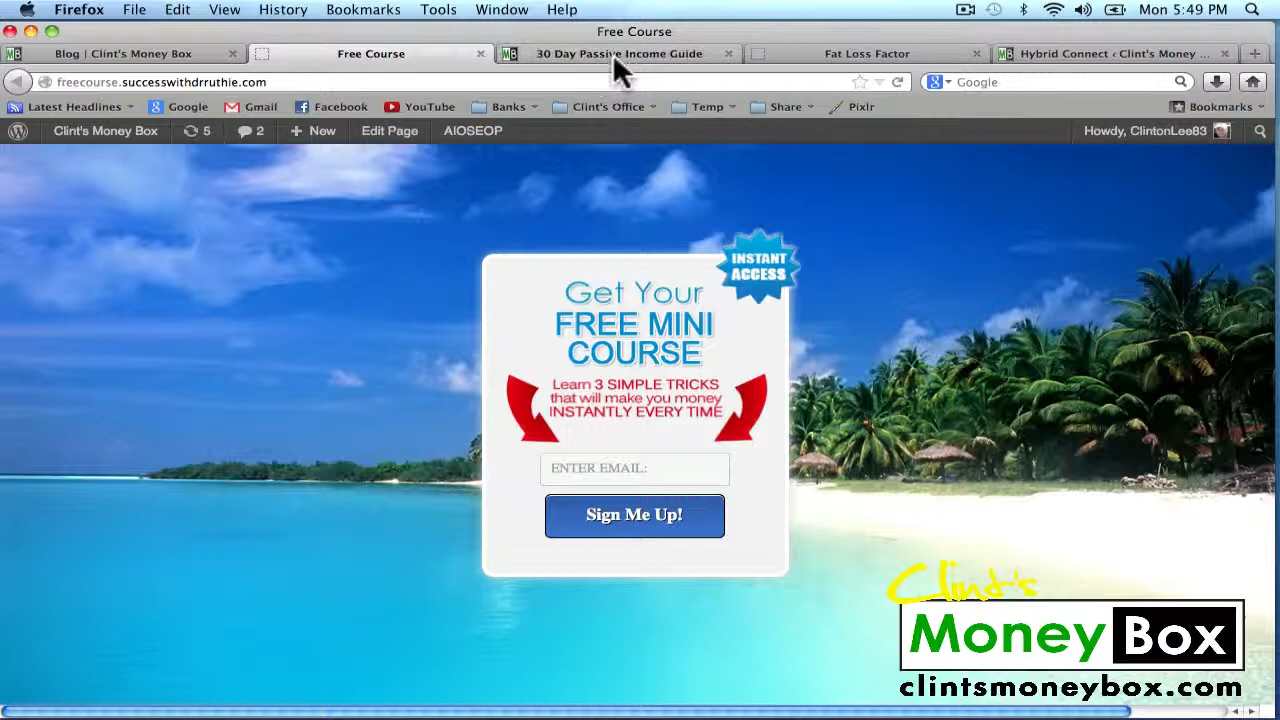 Firefox File Edit View History Bookmarks Tools Window Help Mon 5:49 PM
Free Course
MB Blog | Clint's Money Box Free Course MB 30 Day Passive Income Guide Fat Loss Factor MB Hybrid Connect ‹ Clint's Money ...
freecourse.successwithdrruthie.com Google
Latest Headlines Google Gmail Facebook YouTube Banks Clint's Office Temp Share Pixlr Bookmarks
Clint's Money Box 5 2 New Edit Page AIOSEOP Howdy, ClintonLee83
INSTANT
ACCESS
Get Your
FREE MINI
COURSE
Learn 3 SIMPLE TRICKS
that will make you money
INSTANTLY EVERY TIME
ENTER EMAIL:
Sign Me Up!
Clint's
Money Box
clintsmoneybox.com